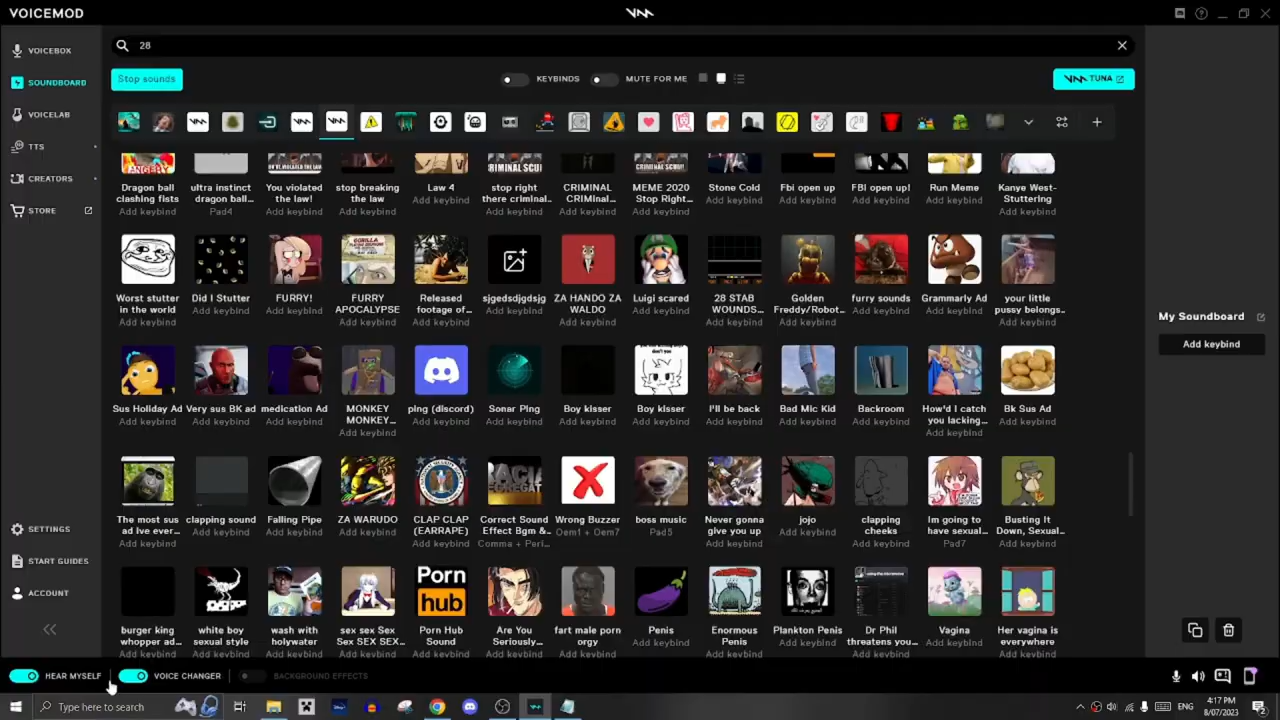 VOICEMOD
28
VOICEBOX
SOUNDBOARD
VOICELAB
TTS
CREATORS
STORE
Stop sounds
KEYBINDS
MUTE FOR ME
TUNA
Dragon ball clashing fists
Add keybind
ultra instinct dragon ball...
Pad4
You violated the law!
Add keybind
stop breaking the law
Add keybind
Law 4
Add keybind
stop right there criminal...
Add keybind
CRIMINAL CRIMinal...
Add keybind
MEME 2020 Stop Right...
Add keybind
Stone Cold
Add keybind
Fbi open up
Add keybind
FBI open up!
Add keybind
Run Meme
Add keybind
Kanye West- Stuttering
Add keybind
Worst stutter in the world
Add keybind
Did I Stutter
Add keybind
FURRY!
Add keybind
FURRY APOCALYPSE
Add keybind
Released footage of...
Add keybind
sjgedsdjgdsjg
Add keybind
ZA HANDO ZA WALDO
Add keybind
Luigi scared
Add keybind
28 STAB WOUNDS...
Add keybind
Golden Freddy/Robot...
Add keybind
furry sounds
Add keybind
Grammarly Ad
Add keybind
your little pussy belongs...
Add keybind
Sus Holiday Ad
Add keybind
Very sus BK ad
Add keybind
medication Ad
Add keybind
MONKEY MONKEY...
Add keybind
ping (discord)
Add keybind
Sonar Ping
Add keybind
Boy kisser
Add keybind
Boy kisser
Add keybind
I'll be back
Add keybind
Bad Mic Kid
Add keybind
Backroom
Add keybind
How'd I catch you lacking...
Add keybind
Bk Sus Ad
Add keybind
The most sus ad Ive ever...
Add keybind
clapping sound
Add keybind
Falling Pipe
Add keybind
ZA WARUDO
Add keybind
CLAP CLAP (EARRAPE)
Add keybind
Correct Sound Effect Bgm &...
Comma + Peri...
Wrong Buzzer
Oem1 + Oem7
boss music
Pad5
Never gonna give you up
Add keybind
jojo
Add keybind
clapping cheeks
Add keybind
Im going to have sexual...
Pad7
Busting It Down, Sexual...
Add keybind
Porn
hub
burger king whopper ad...
Add keybind
white boy sexual style
Add keybind
wash with holywater
Add keybind
sex sex Sex Sex SEX SEX...
Add keybind
Porn Hub Sound
Add keybind
Are You Seriously...
Add keybind
fart male porn orgy
Add keybind
Penis
Add keybind
Enormous Penis
Add keybind
Plankton Penis
Add keybind
Dr Phil threatens you...
Add keybind
Vagina
Add keybind
Her vagina is everywhere
Add keybind
My Soundboard
Add keybind
SETTINGS
START GUIDES
ACCOUNT
HEAR MYSELF
VOICE CHANGER
BACKGROUND EFFECTS
Type here to search
ENG
4:17 PM
8/07/2023